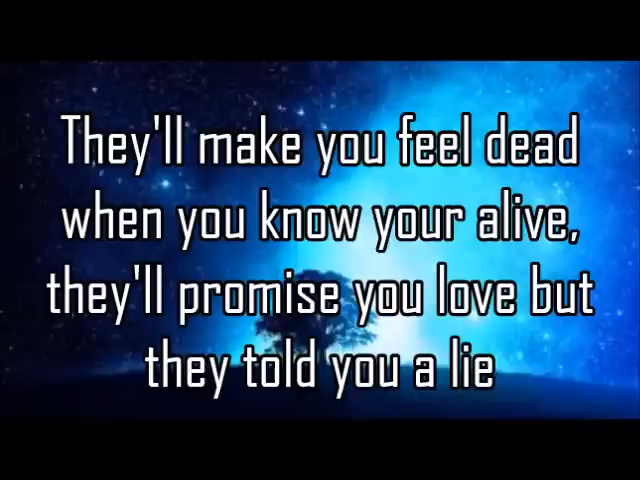 They'll make you feel dead
when you know your alive,
they'll promise you love but
they told you a lie